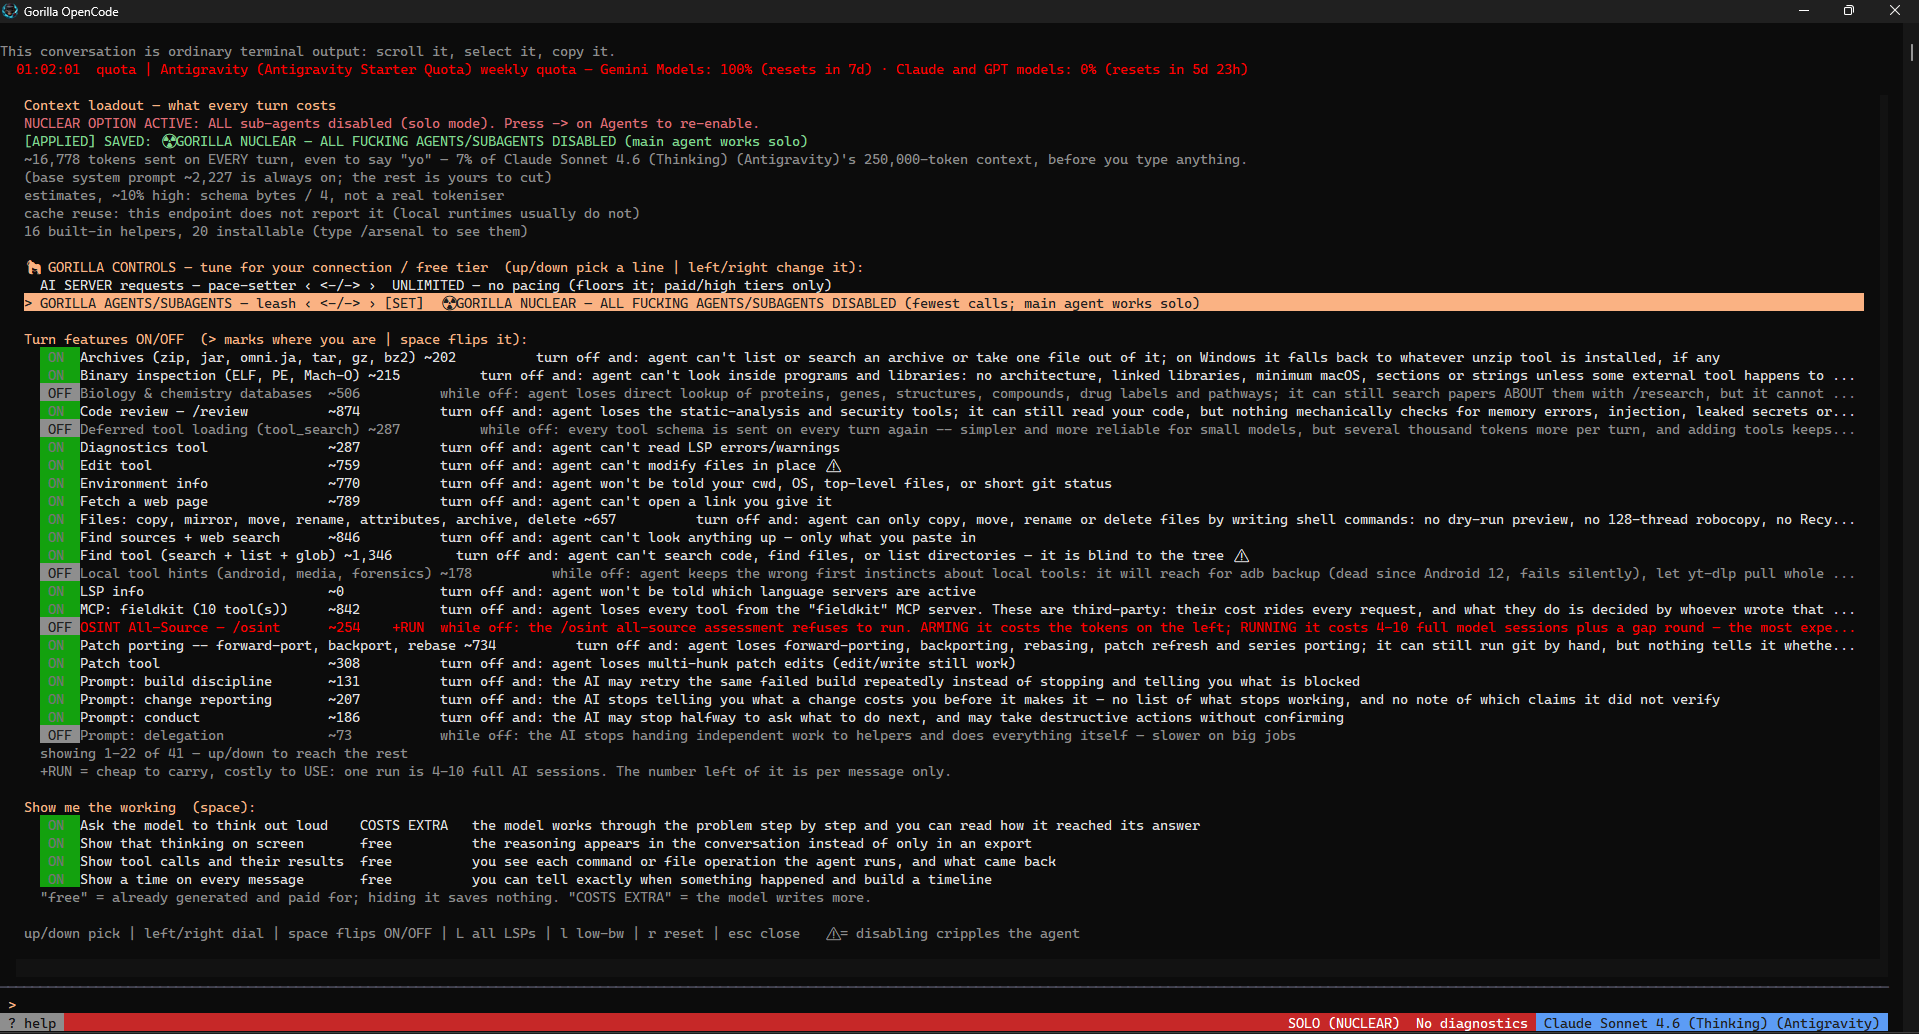 Gorilla OpenCode
This conversation is ordinary terminal output: scroll it, select it, copy it.
01:02:01  quota | Antigravity (Antigravity Starter Quota) weekly quota — Gemini Models: 100% (resets in 7d) · Claude and GPT models: 0% (resets in 5d 23h)
Context loadout — what every turn costs
NUCLEAR OPTION ACTIVE: ALL sub-agents disabled (solo mode). Press -> on Agents to re-enable.
[APPLIED] SAVED: ☢GORILLA NUCLEAR — ALL FUCKING AGENTS/SUBAGENTS DISABLED (main agent works solo)
~16,778 tokens sent on EVERY turn, even to say "yo" — 7% of Claude Sonnet 4.6 (Thinking) (Antigravity)'s 250,000-token context, before you type anything.
(base system prompt ~2,227 is always on; the rest is yours to cut)
estimates, ~10% high: schema bytes / 4, not a real tokeniser
cache reuse: this endpoint does not report it (local runtimes usually do not)
16 built-in helpers, 20 installable (type /arsenal to see them)
🦍 GORILLA CONTROLS — tune for your connection / free tier  (up/down pick a line | left/right change it):
AI SERVER requests — pace-setter ‹ <-/-> ›  UNLIMITED — no pacing (floors it; paid/high tiers only)
> GORILLA AGENTS/SUBAGENTS — leash ‹ <-/-> › [SET]  ☢GORILLA NUCLEAR — ALL FUCKING AGENTS/SUBAGENTS DISABLED (fewest calls; main agent works solo)
Turn features ON/OFF  (> marks where you are | space flips it):
ON Archives (zip, jar, omni.ja, tar, gz, bz2) ~202  turn off and: agent can't list or search an archive or take one file out of it; on Windows it falls back to whatever unzip tool is installed, if any
ON Binary inspection (ELF, PE, Mach-O) ~215  turn off and: agent can't look inside programs and libraries: no architecture, linked libraries, minimum macOS, sections or strings unless some external tool happens to ...
OFF Biology & chemistry databases  ~506  while off: agent loses direct lookup of proteins, genes, structures, compounds, drug labels and pathways; it can still search papers ABOUT them with /research, but it cannot ...
ON Code review — /review  ~874  turn off and: agent loses the static-analysis and security tools; it can still read your code, but nothing mechanically checks for memory errors, injection, leaked secrets or...
OFF Deferred tool loading (tool_search) ~287  while off: every tool schema is sent on every turn again -- simpler and more reliable for small models, but several thousand tokens more per turn, and adding tools keeps...
ON Diagnostics tool  ~287  turn off and: agent can't read LSP errors/warnings
ON Edit tool  ~759  turn off and: agent can't modify files in place ⚠
ON Environment info  ~770  turn off and: agent won't be told your cwd, OS, top-level files, or short git status
ON Fetch a web page  ~789  turn off and: agent can't open a link you give it
ON Files: copy, mirror, move, rename, attributes, archive, delete ~657  turn off and: agent can only copy, move, rename or delete files by writing shell commands: no dry-run preview, no 128-thread robocopy, no Recy...
ON Find sources + web search  ~846  turn off and: agent can't look anything up — only what you paste in
ON Find tool (search + list + glob) ~1,346  turn off and: agent can't search code, find files, or list directories — it is blind to the tree ⚠
OFF Local tool hints (android, media, forensics) ~178  while off: agent keeps the wrong first instincts about local tools: it will reach for adb backup (dead since Android 12, fails silently), let yt-dlp pull whole ...
ON LSP info  ~0  turn off and: agent won't be told which language servers are active
ON MCP: fieldkit (10 tool(s))  ~842  turn off and: agent loses every tool from the "fieldkit" MCP server. These are third-party: their cost rides every request, and what they do is decided by whoever wrote that ...
OFF OSINT All-Source — /osint  ~254  +RUN  while off: the /osint all-source assessment refuses to run. ARMING it costs the tokens on the left; RUNNING it costs 4-10 full model sessions plus a gap round — the most expe...
ON Patch porting -- forward-port, backport, rebase ~734  turn off and: agent loses forward-porting, backporting, rebasing, patch refresh and series porting; it can still run git by hand, but nothing tells it whethe...
ON Patch tool  ~308  turn off and: agent loses multi-hunk patch edits (edit/write still work)
ON Prompt: build discipline  ~131  turn off and: the AI may retry the same failed build repeatedly instead of stopping and telling you what is blocked
ON Prompt: change reporting  ~207  turn off and: the AI stops telling you what a change costs you before it makes it — no list of what stops working, and no note of which claims it did not verify
ON Prompt: conduct  ~186  turn off and: the AI may stop halfway to ask what to do next, and may take destructive actions without confirming
OFF Prompt: delegation  ~73  while off: the AI stops handing independent work to helpers and does everything itself — slower on big jobs
showing 1-22 of 41 — up/down to reach the rest
+RUN = cheap to carry, costly to USE: one run is 4-10 full AI sessions. The number left of it is per message only.
Show me the working  (space):
ON Ask the model to think out loud  COSTS EXTRA  the model works through the problem step by step and you can read how it reached its answer
ON Show that thinking on screen  free  the reasoning appears in the conversation instead of only in an export
ON Show tool calls and their results  free  you see each command or file operation the agent runs, and what came back
ON Show a time on every message  free  you can tell exactly when something happened and build a timeline
"free" = already generated and paid for; hiding it saves nothing. "COSTS EXTRA" = the model writes more.
up/down pick | left/right dial | space flips ON/OFF | L all LSPs | l low-bw | r reset | esc close  ⚠= disabling cripples the agent
>
? help  SOLO (NUCLEAR)  No diagnostics  Claude Sonnet 4.6 (Thinking) (Antigravity)